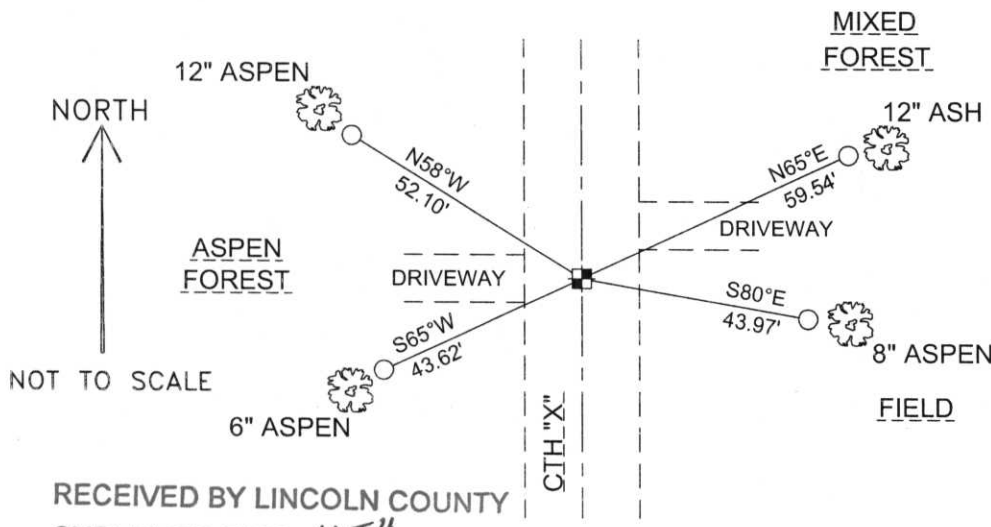 MIXED
FOREST
12" ASPEN
NORTH
12" ASH
N58°W
52.10'
N65°E
59.54'
DRIVEWAY
ASPEN
FOREST
DRIVEWAY
S80°E
43.97'
S65°W
43.62'
8" ASPEN
NOT TO SCALE
6" ASPEN
FIELD
CTH "X"
RECEIVED BY LINCOLN COUNTY